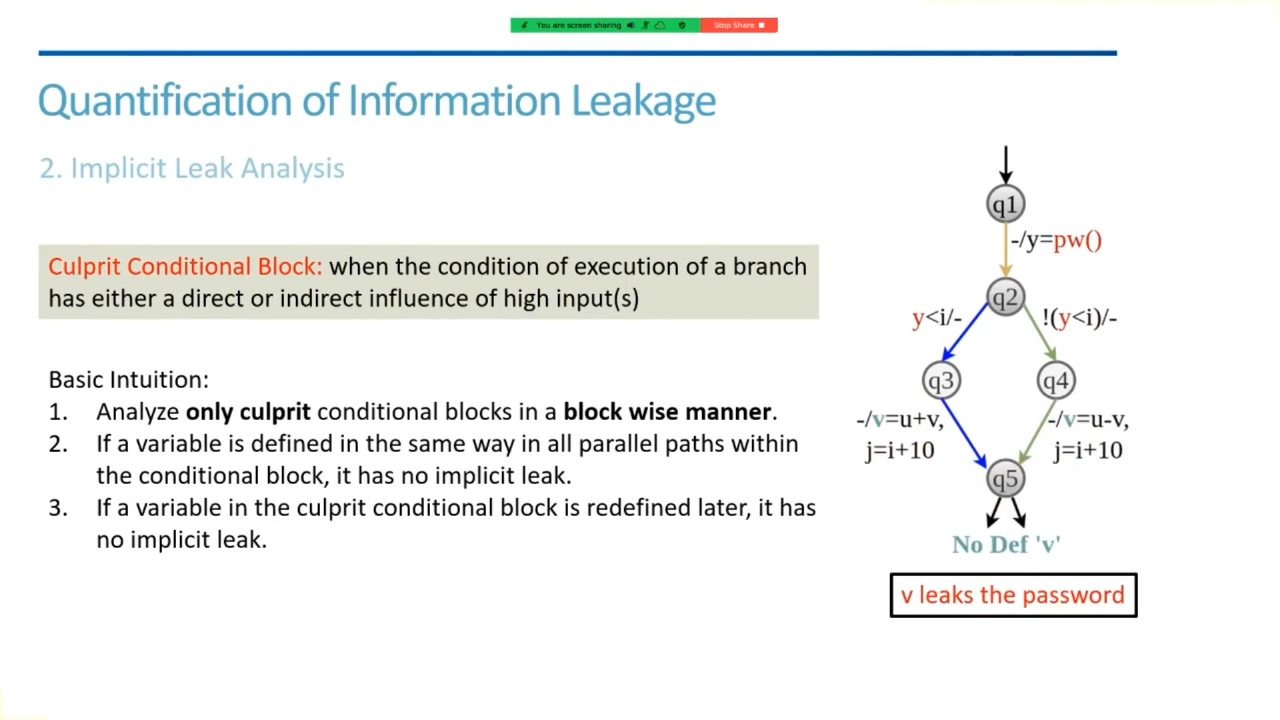 You are screen sharing Stop Share
Quantification of Information Leakage
2. Implicit Leak Analysis
Culprit Conditional Block: when the condition of execution of a branch
has either a direct or indirect influence of high input(s)
Basic Intuition:
1. Analyze only culprit conditional blocks in a block wise manner.
2. If a variable is defined in the same way in all parallel paths within
the conditional block, it has no implicit leak.
3. If a variable in the culprit conditional block is redefined later, it has
no implicit leak.
q1
-/y=pw()
q2
y<i/- !(y<i)/-
q3 q4
-/v=u+v, -/v=u-v,
j=i+10 j=i+10
q5
No Def 'v'
v leaks the password